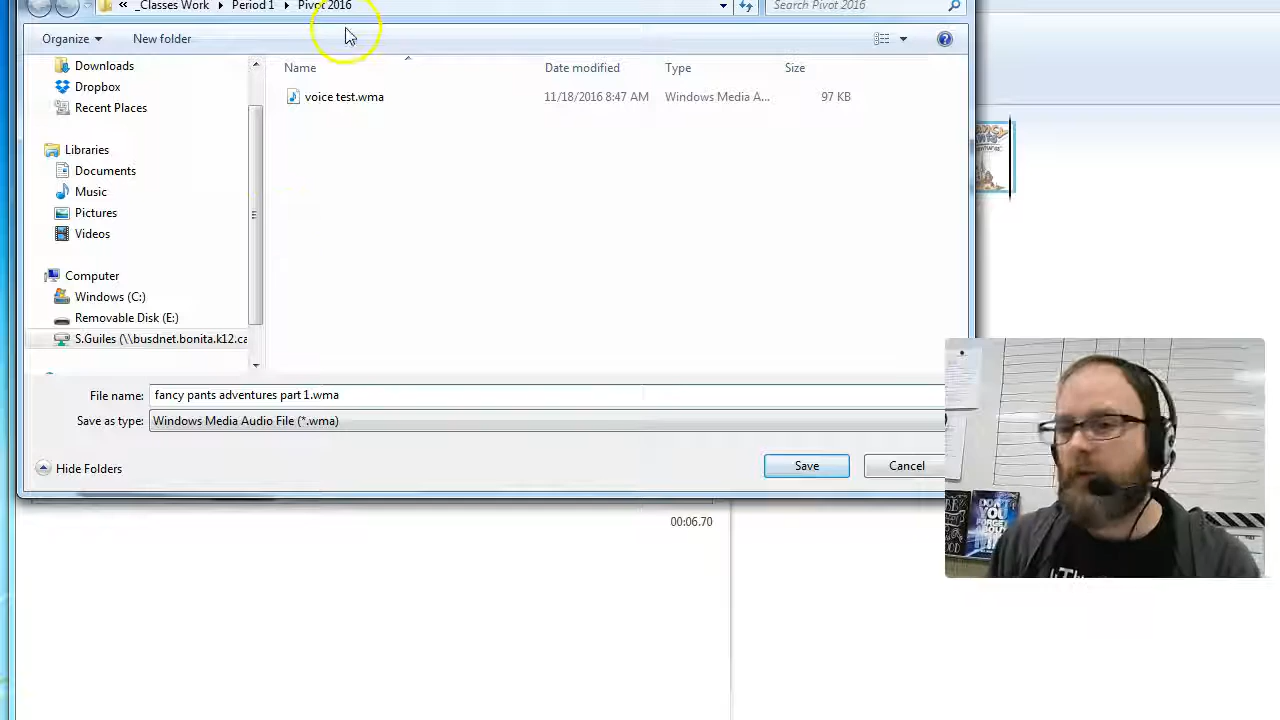 « _Classes Work Period 1 Pivot 2016 Search Pivot 2016
Organize New folder
Name Date modified Type Size
voice test.wma 11/18/2016 8:47 AM Windows Media A... 97 KB
Downloads
Dropbox
Recent Places
Libraries
Documents
Music
Pictures
Videos
Computer
Windows (C:)
Removable Disk (E:)
S.Guiles (\\busdnet.bonita.k12.ca
File name: fancy pants adventures part 1.wma
Save as type: Windows Media Audio File (*.wma)
Hide Folders Save Cancel
00:06.70
DON'T
YOU
FORGE